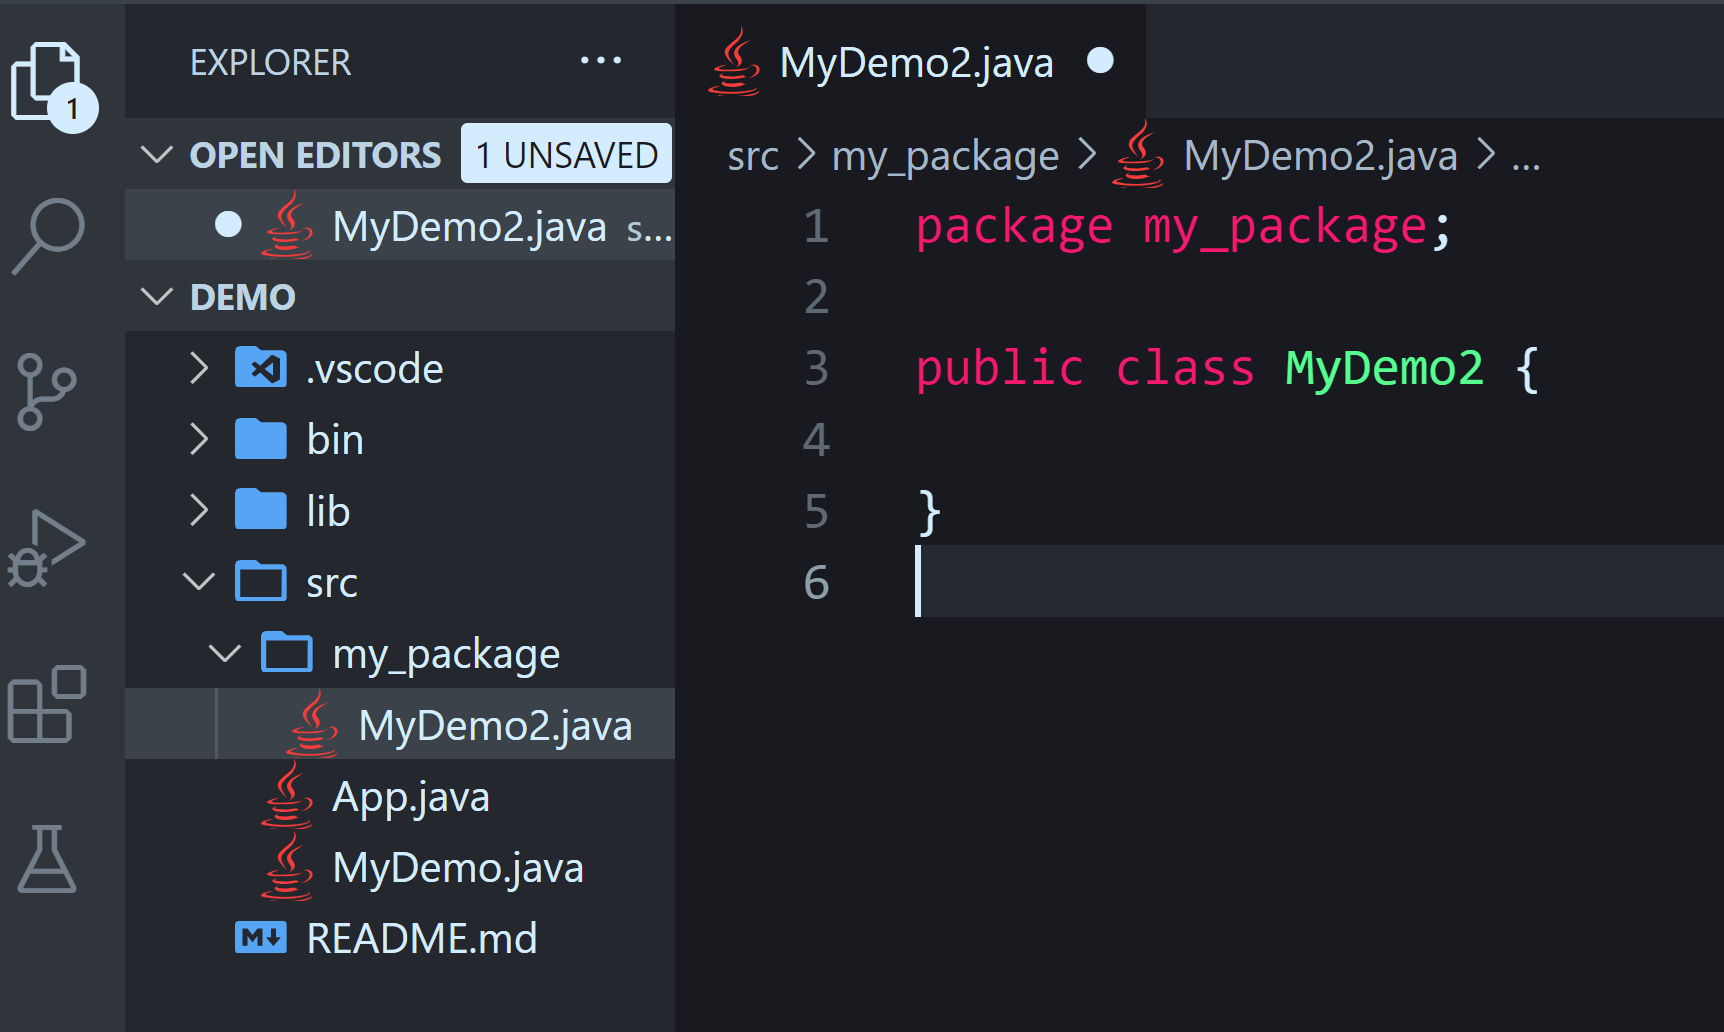 EXPLORER ...
1
OPEN EDITORS 1 UNSAVED
MyDemo2.java s...
DEMO
.vscode
bin
lib
src
my_package
MyDemo2.java
App.java
MyDemo.java
M README.md
MyDemo2.java
src > my_package > MyDemo2.java > ...
1 package my_package;
2
3 public class MyDemo2 {
4
5 }
6